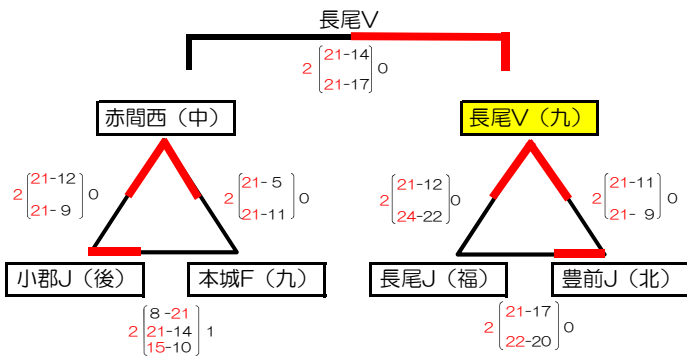 長尾V
2 21-14 0
21-17
赤間西（中）
長尾V（九）
2 21-12 0
21- 9
2 21- 5 0
21-11
2 21-12 0
24-22
2 21-11 0
21- 9
小郡J（後）
本城F（九）
長尾J（福）
豊前J（北）
8 -21
2 21-14 1
15-10
2 21-17 0
22-20